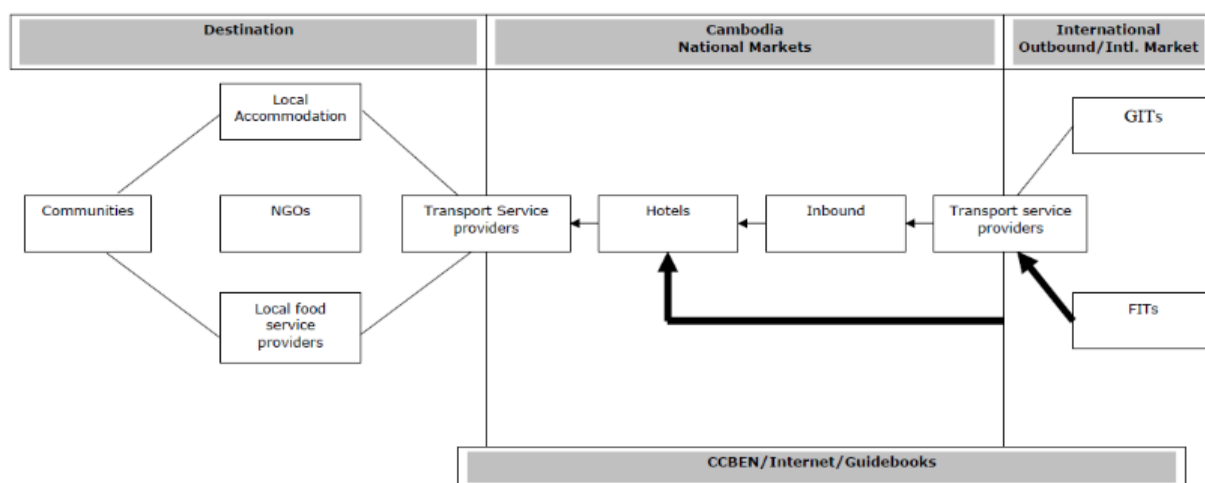 Destination
Cambodia
National Markets
International
Outbound/Intl. Market
Local
Accommodation
GITs
Communities
NGOs
Transport Service
providers
Hotels
Inbound
Transport service
providers
Local food
service
providers
FITs
CCBEN/Internet/Guidebooks